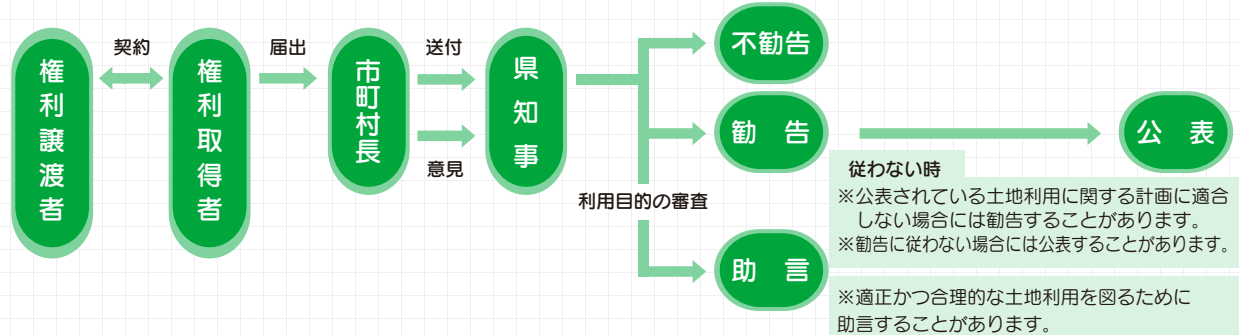 権利譲渡者
契約
権利取得者
届出
市町村長
送付
意見
県知事
利用目的の審査
不勧告
勧 告
公 表
従わない時
※公表されている土地利用に関する計画に適合
しない場合には勧告することがあります。
※勧告に従わない場合には公表することがあります。
助 言
※適正かつ合理的な土地利用を図るために
助言することがあります。